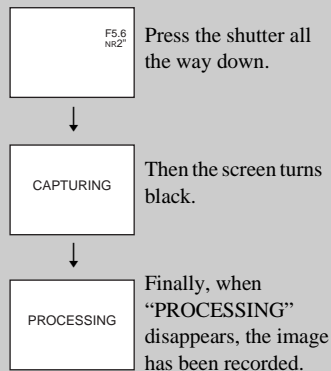 F5.6
NR2"
Press the shutter all
the way down.
CAPTURING
Then the screen turns
black.
PROCESSING
Finally, when
“PROCESSING”
disappears, the image
has been recorded.